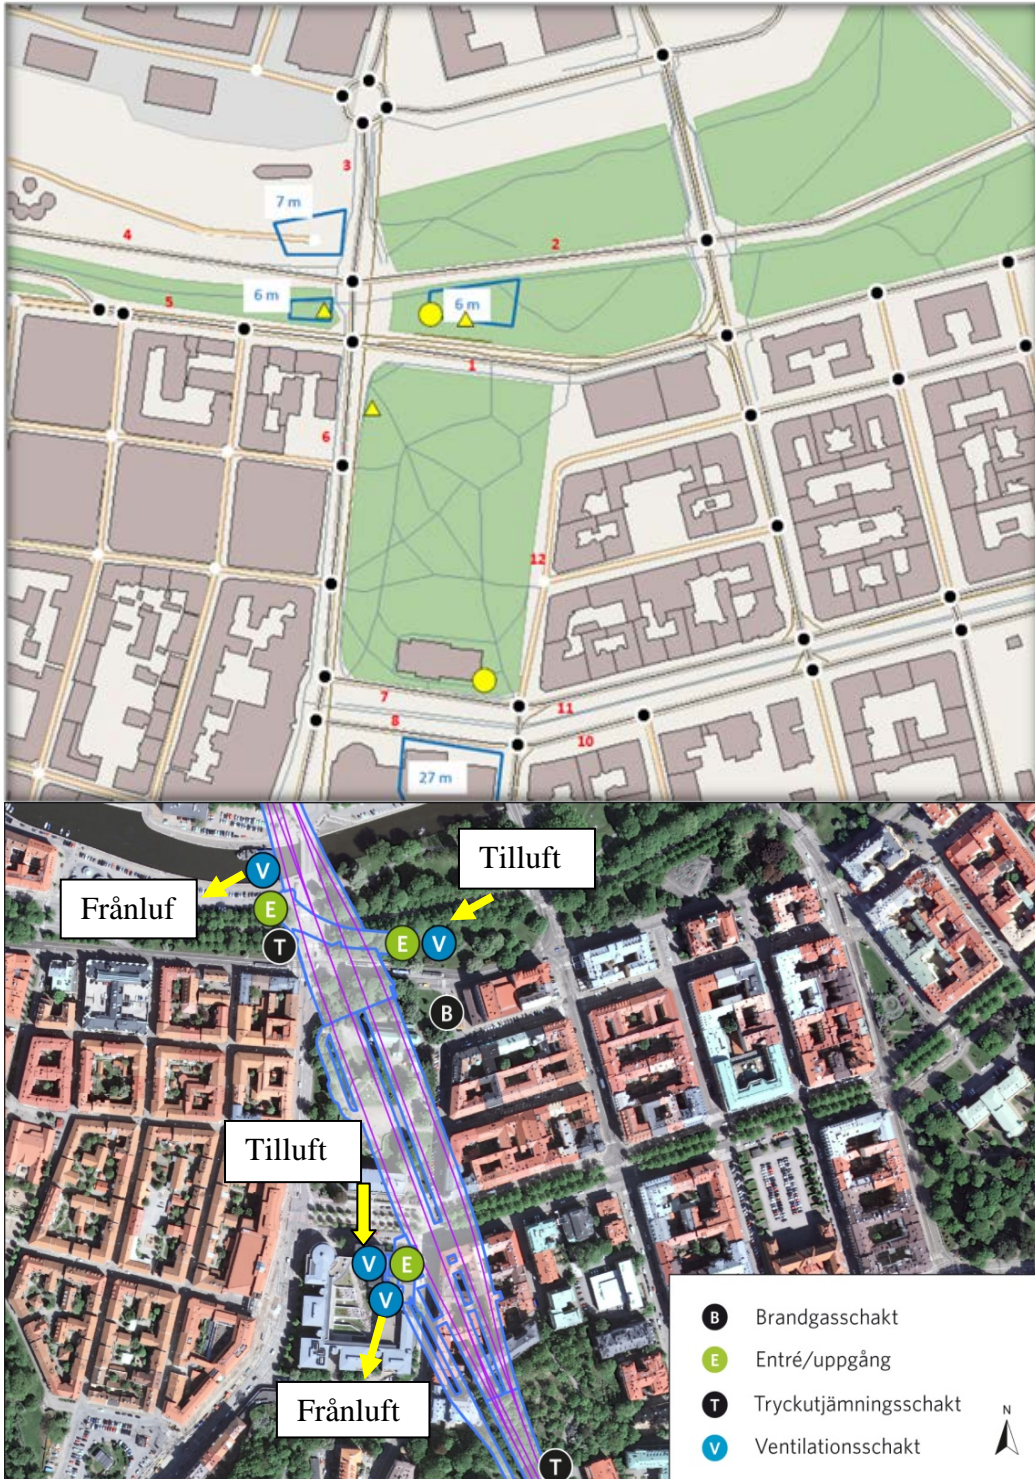 3
7 m
4
2
5
6 m
6 m
1
6
12
7
8
11
10
27 m
V
Tilluft
Frånluf
E
T
E
V
B
Tilluft
V
E
V
Frånluft
T
B Brandgasschakt
E Entré/uppgång
T Tryckutjämningsschakt
V Ventilationsschakt
N